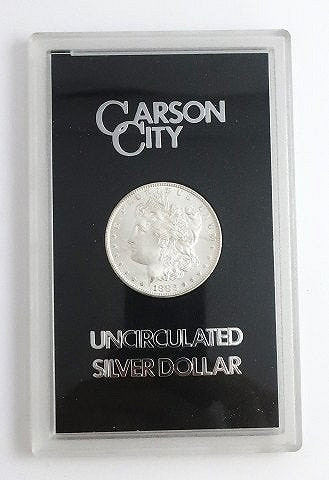 CARSON
CITY
UNCIRCULATED
SILVER DOLLAR